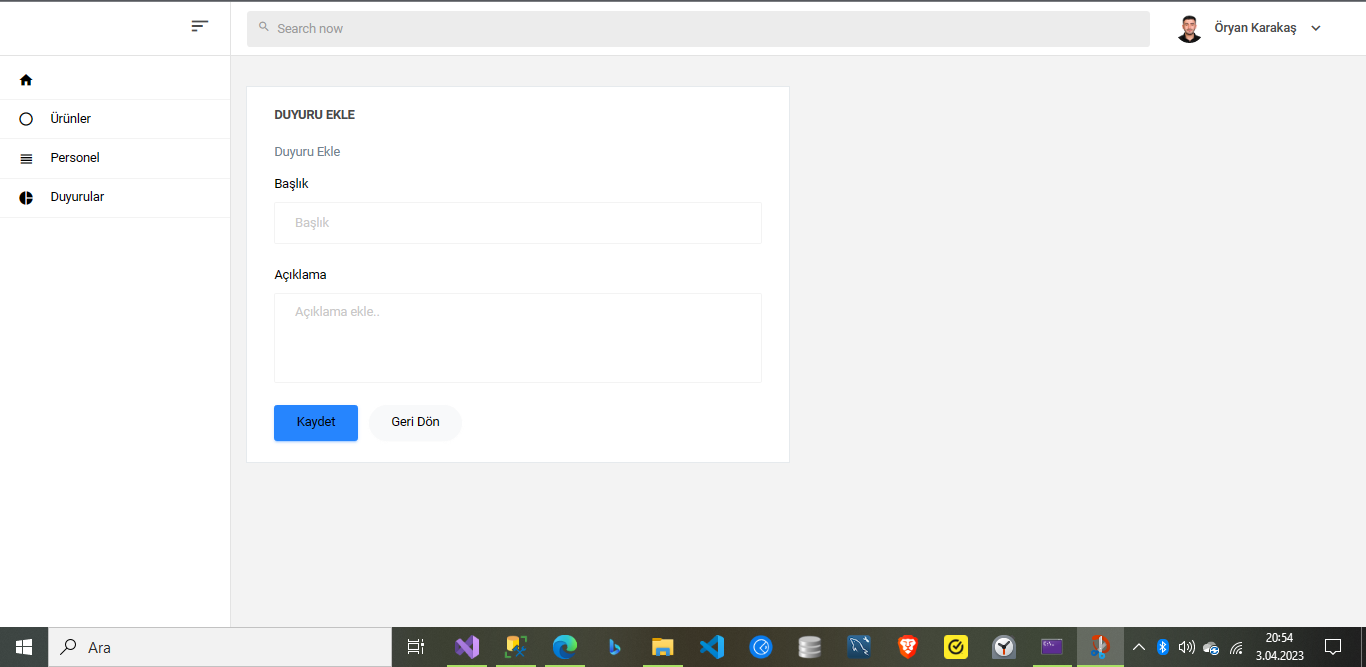 Search now
Öryan Karakaş
Ürünler
Personel
Duyurular
DUYURU EKLE
Duyuru Ekle
Başlık
Başlık
Açıklama
Açıklama ekle..
Kaydet
Geri Dön
Ara
20:54
3.04.2023